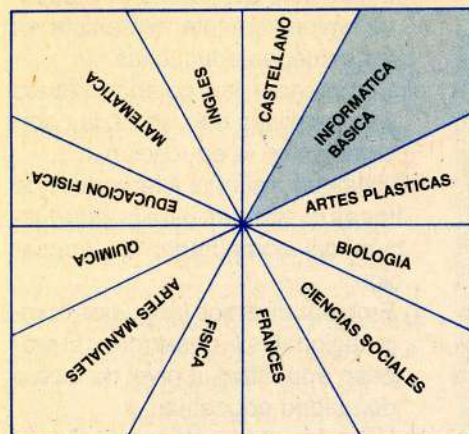 CASTELLANO
INFORMATICA
BASICA
ARTES PLASTICAS
BIOLOGIA
CIENCIAS SOCIALES
FRANCES
FISICA
ARTES MANUALES
QUIMICA
EDUCACION FISICA
MATEMATICA
INGLES